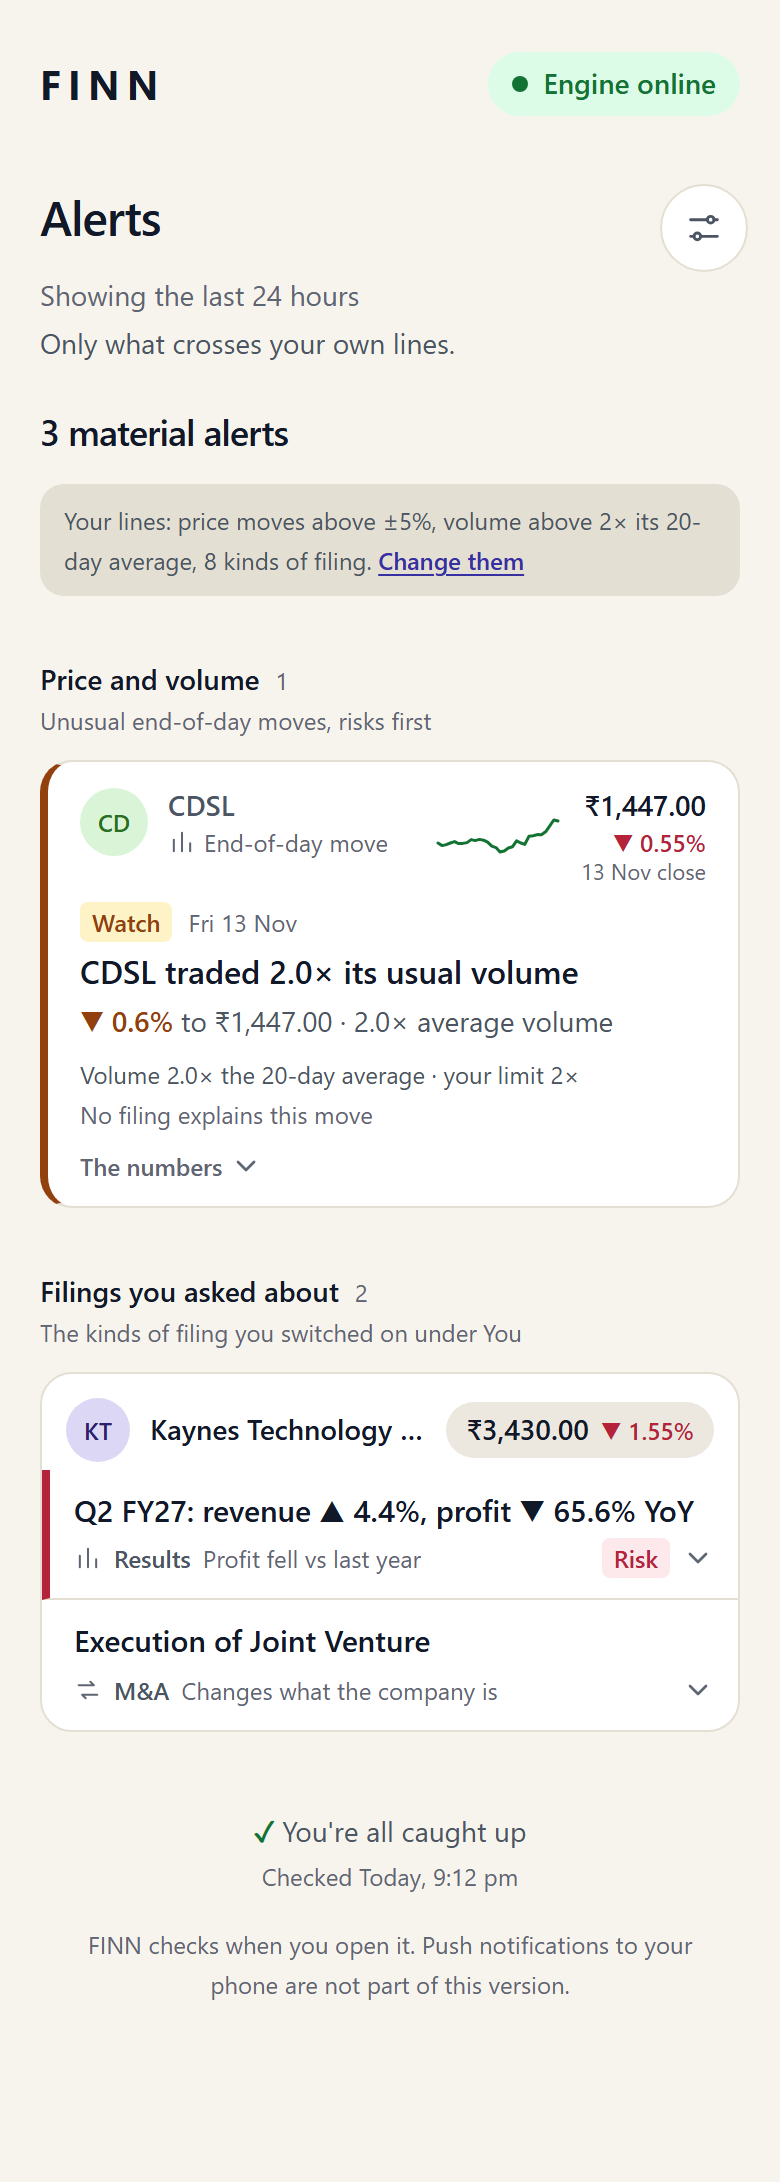 FINN
Engine online
Alerts
Showing the last 24 hours
Only what crosses your own lines.
3 material alerts
Your lines: price moves above ±5%, volume above 2× its 20-
day average, 8 kinds of filing. Change them
Price and volume 1
Unusual end-of-day moves, risks first
CD
CDSL
End-of-day move
₹1,447.00
▼ 0.55%
13 Nov close
Watch Fri 13 Nov
CDSL traded 2.0× its usual volume
▼ 0.6% to ₹1,447.00 · 2.0× average volume
Volume 2.0× the 20-day average · your limit 2×
No filing explains this move
The numbers
Filings you asked about 2
The kinds of filing you switched on under You
KT Kaynes Technology ... ₹3,430.00 ▼ 1.55%
Q2 FY27: revenue ▲ 4.4%, profit ▼ 65.6% YoY
Results Profit fell vs last year Risk
Execution of Joint Venture
M&A Changes what the company is
✓ You're all caught up
Checked Today, 9:12 pm
FINN checks when you open it. Push notifications to your
phone are not part of this version.